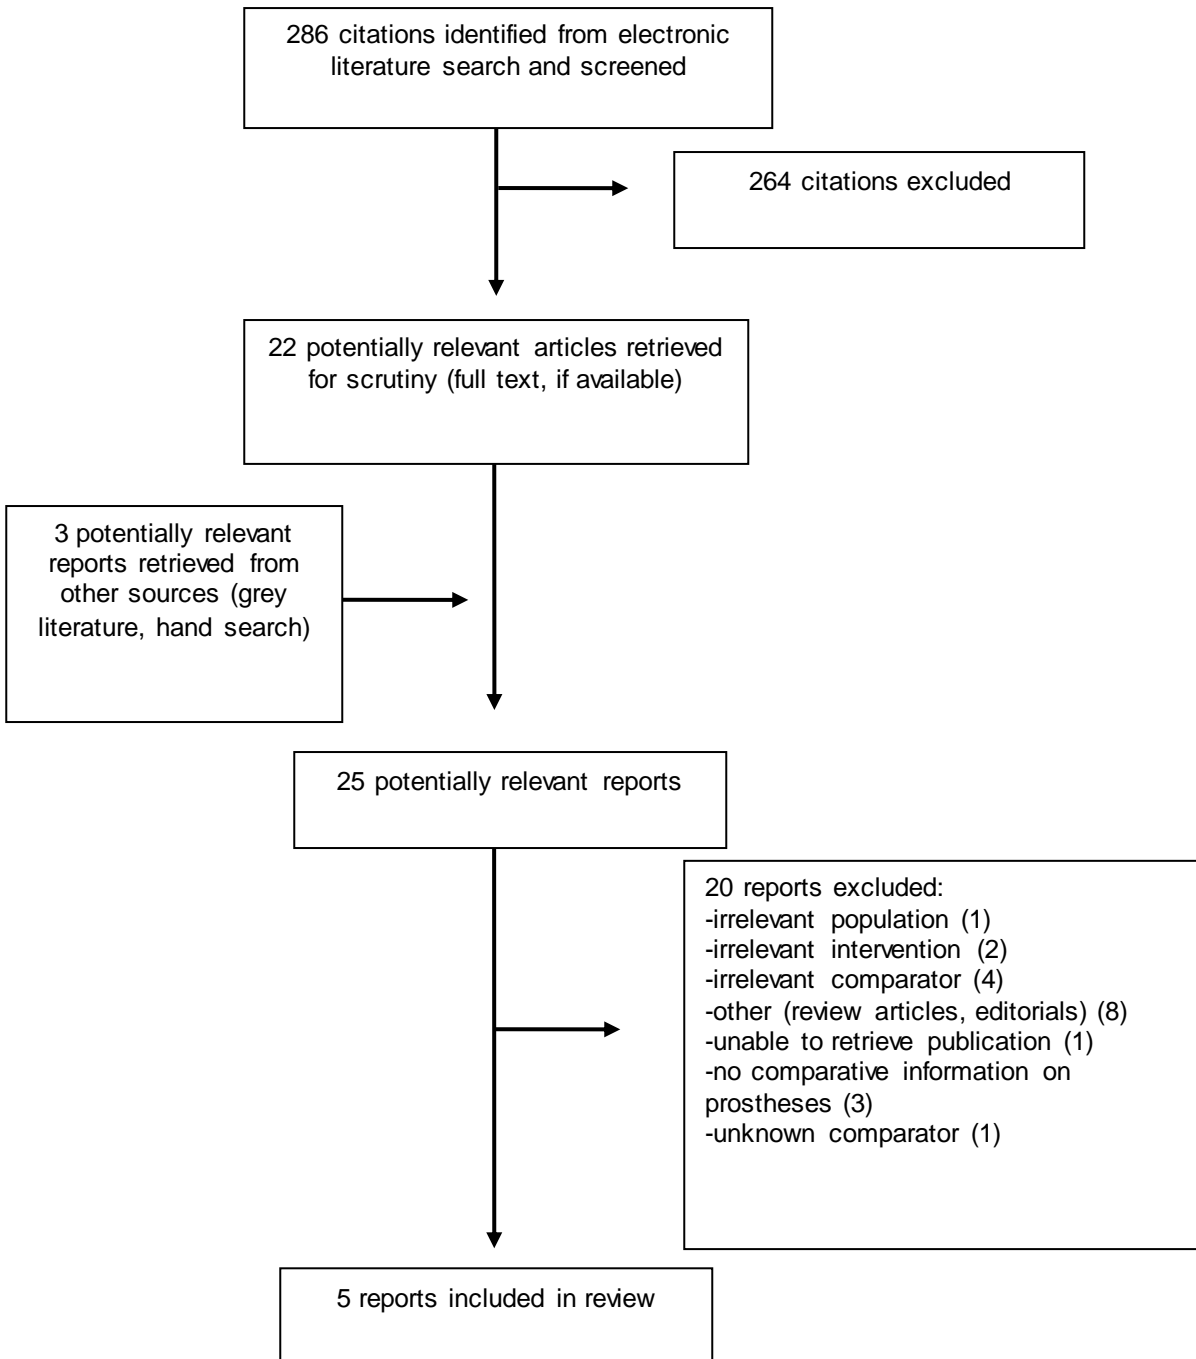 286 citations identified from electronic
literature search and screened
264 citations excluded
22 potentially relevant articles retrieved
for scrutiny (full text, if available)
3 potentially relevant
reports retrieved from
other sources (grey
literature, hand search)
25 potentially relevant reports
20 reports excluded:
-irrelevant population (1)
-irrelevant intervention (2)
-irrelevant comparator (4)
-other (review articles, editorials) (8)
-unable to retrieve publication (1)
-no comparative information on
prostheses (3)
-unknown comparator (1)
5 reports included in review